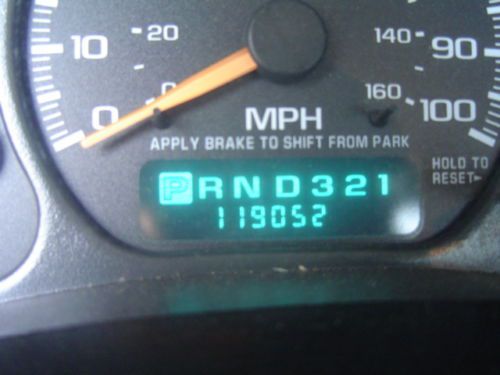 10 20 140 90
0 0 160 100
MPH
APPLY BRAKE TO SHIFT FROM PARK
HOLD TO
RESET-
P R N D 3 2 1
119052